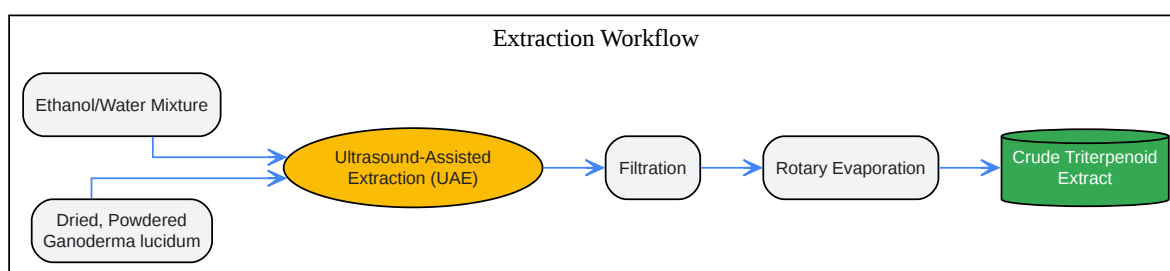 Extraction Workflow
Ethanol/Water Mixture
Dried, Powdered
Ganoderma lucidum
Ultrasound-Assisted
Extraction (UAE)
Filtration
Rotary Evaporation
Crude Triterpenoid
Extract